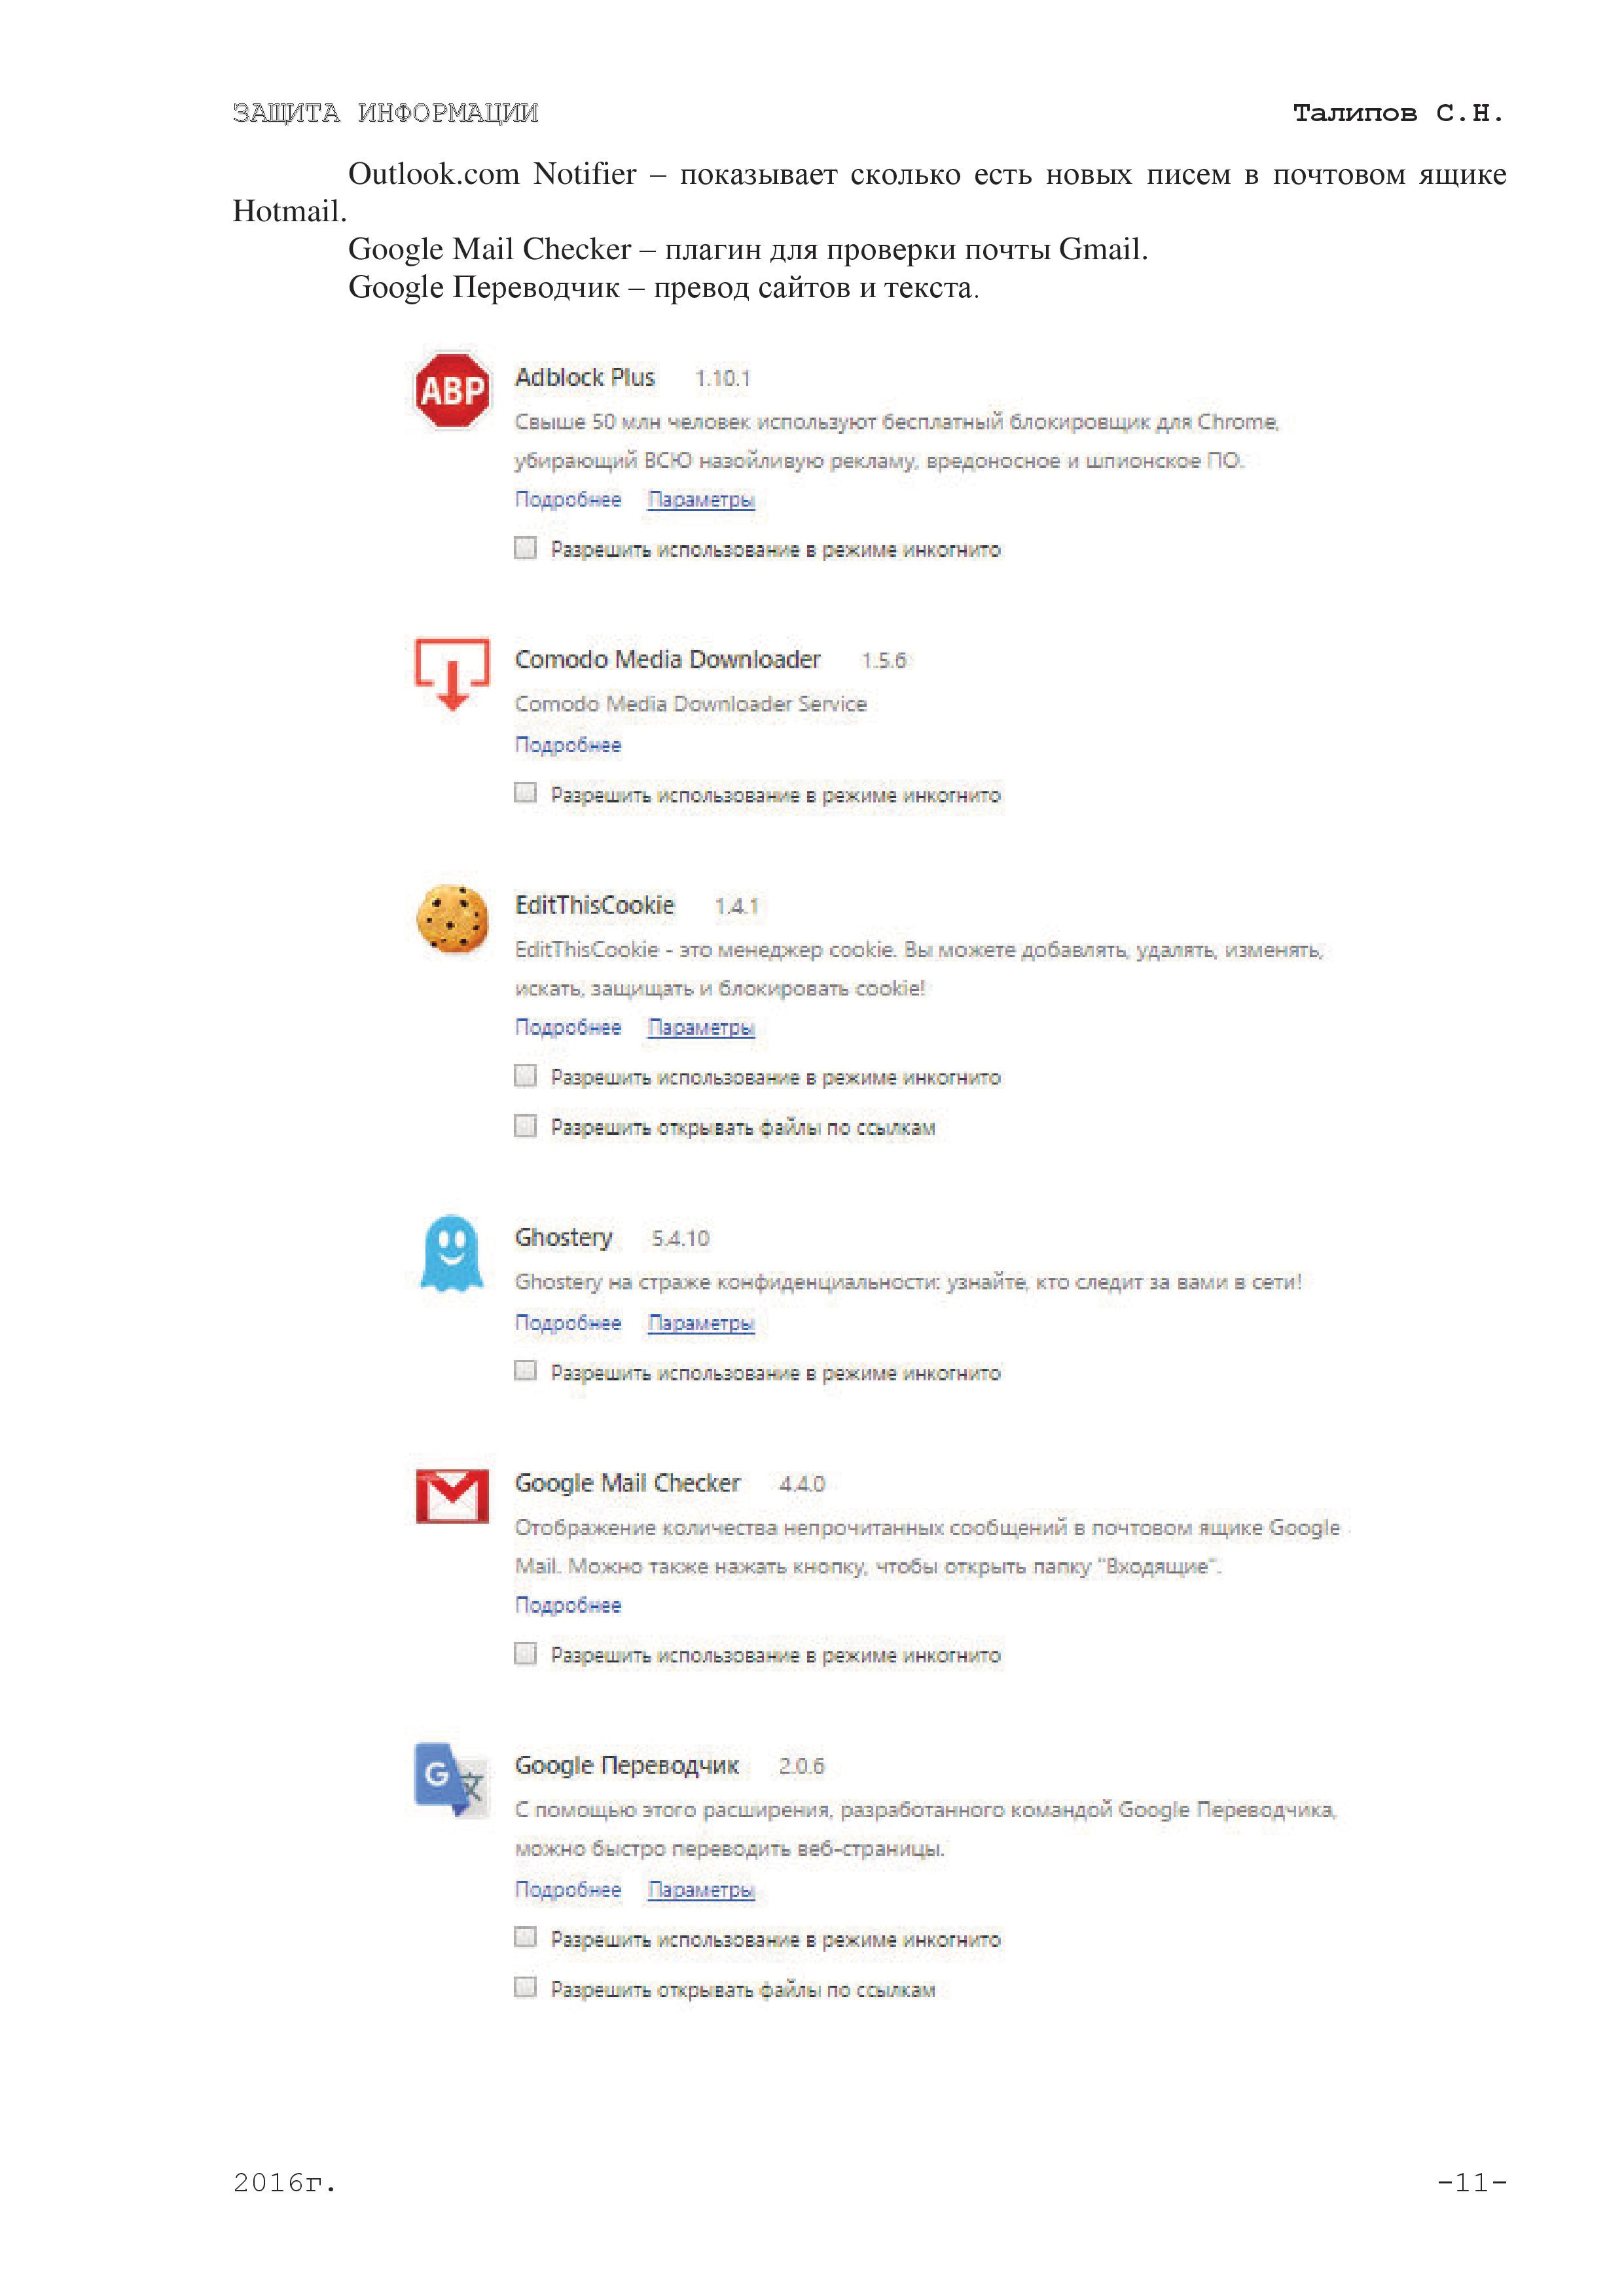 ЗАЩИТА ИНФОРМАЦИИ Талипов С.Н.
Outlook.com Notifier – показывает сколько есть новых писем в почтовом ящике
Hotmail.
Google Mail Checker – плагин для проверки почты Gmail.
Google Переводчик – превод сайтов и текста.
ABP
Adblock Plus 1.10.1
Свыше 50 млн человек используют бесплатный блокировщик для Chrome,
убирающий ВСЮ назойливую рекламу, вредоносное и шпионское ПО.
Подробнее Параметры
Разрешить использование в режиме инкогнито
Comodo Media Downloader 1.5.6
Comodo Media Downloader Service
Подробнее
Разрешить использование в режиме инкогнито
EditThisCookie 1.4.1
EditThisCookie - это менеджер cookie. Вы можете добавлять, удалять, изменять,
искать, защищать и блокировать cookie!
Подробнее Параметры
Разрешить использование в режиме инкогнито
Разрешить открывать файлы по ссылкам
Ghostery 5.4.10
Ghostery на страже конфиденциальности: узнайте, кто следит за вами в сети!
Подробнее Параметры
Разрешить использование в режиме инкогнито
Google Mail Checker 4.4.0
Отображение количества непрочитанных сообщений в почтовом ящике Google
Mail. Можно также нажать кнопку, чтобы открыть папку "Входящие".
Подробнее
Разрешить использование в режиме инкогнито
G 文
Google Переводчик 2.0.6
С помощью этого расширения, разработанного командой Google Переводчика,
можно быстро переводить веб-страницы.
Подробнее Параметры
Разрешить использование в режиме инкогнито
Разрешить открывать файлы по ссылкам
2016г. -11-